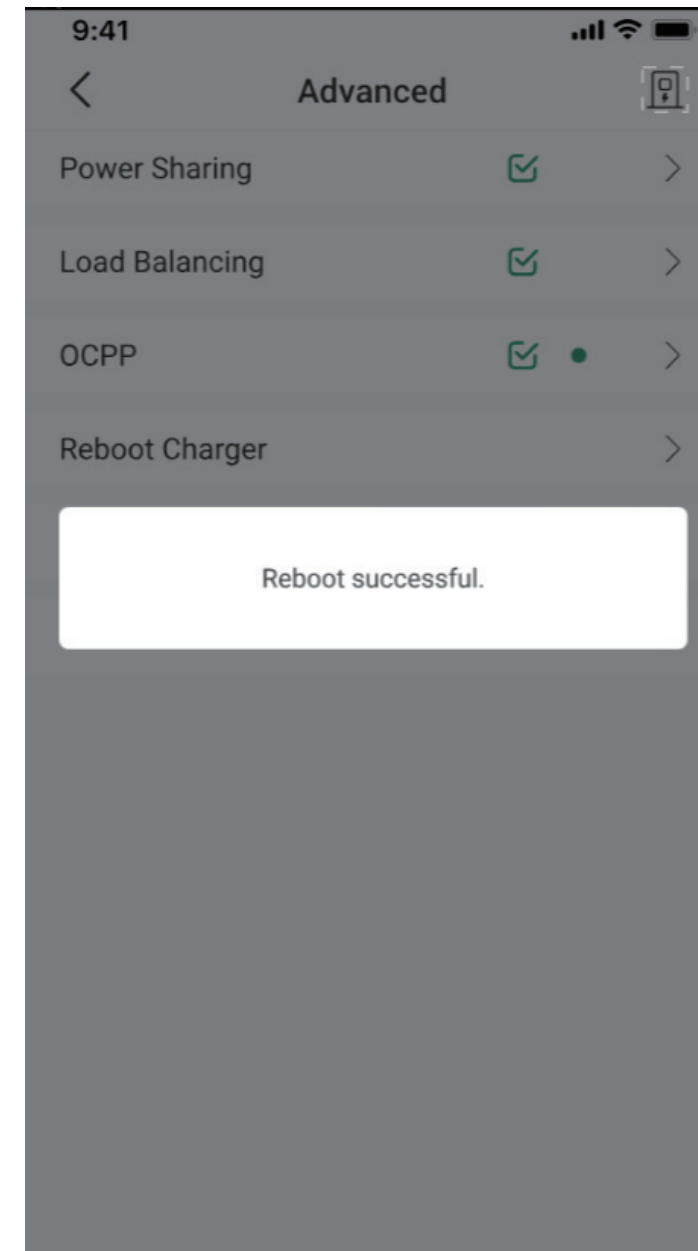 9:41
Advanced
Power Sharing
Load Balancing
OCPP
Reboot Charger
Reboot successful.